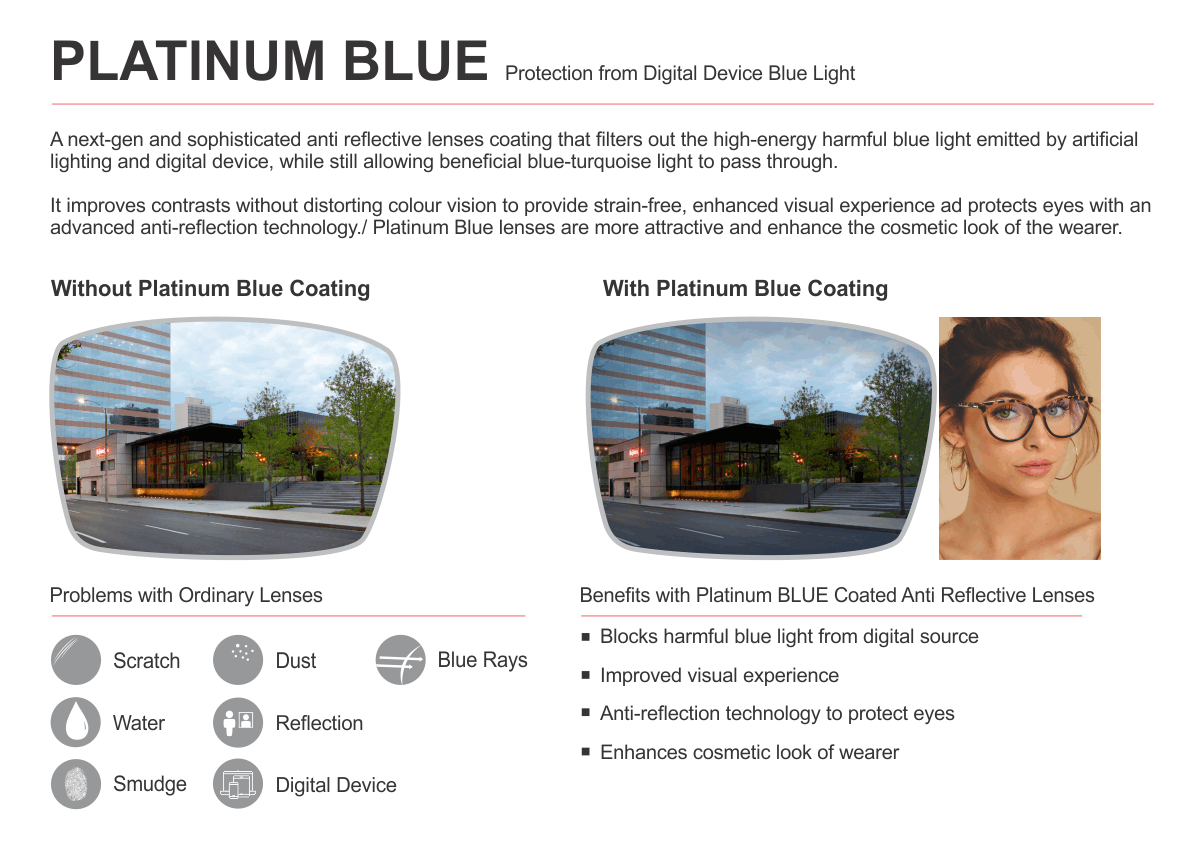 PLATINUM BLUE Protection from Digital Device Blue Light
A next-gen and sophisticated anti reflective lenses coating that filters out the high-energy harmful blue light emitted by artificial
lighting and digital device, while still allowing beneficial blue-turquoise light to pass through.
It improves contrasts without distorting colour vision to provide strain-free, enhanced visual experience ad protects eyes with an
advanced anti-reflection technology./ Platinum Blue lenses are more attractive and enhance the cosmetic look of the wearer.
Without Platinum Blue Coating
With Platinum Blue Coating
Problems with Ordinary Lenses
Scratch
Dust
Blue Rays
Water
Reflection
Smudge
Digital Device
Benefits with Platinum BLUE Coated Anti Reflective Lenses
▪ Blocks harmful blue light from digital source
▪ Improved visual experience
▪ Anti-reflection technology to protect eyes
▪ Enhances cosmetic look of wearer